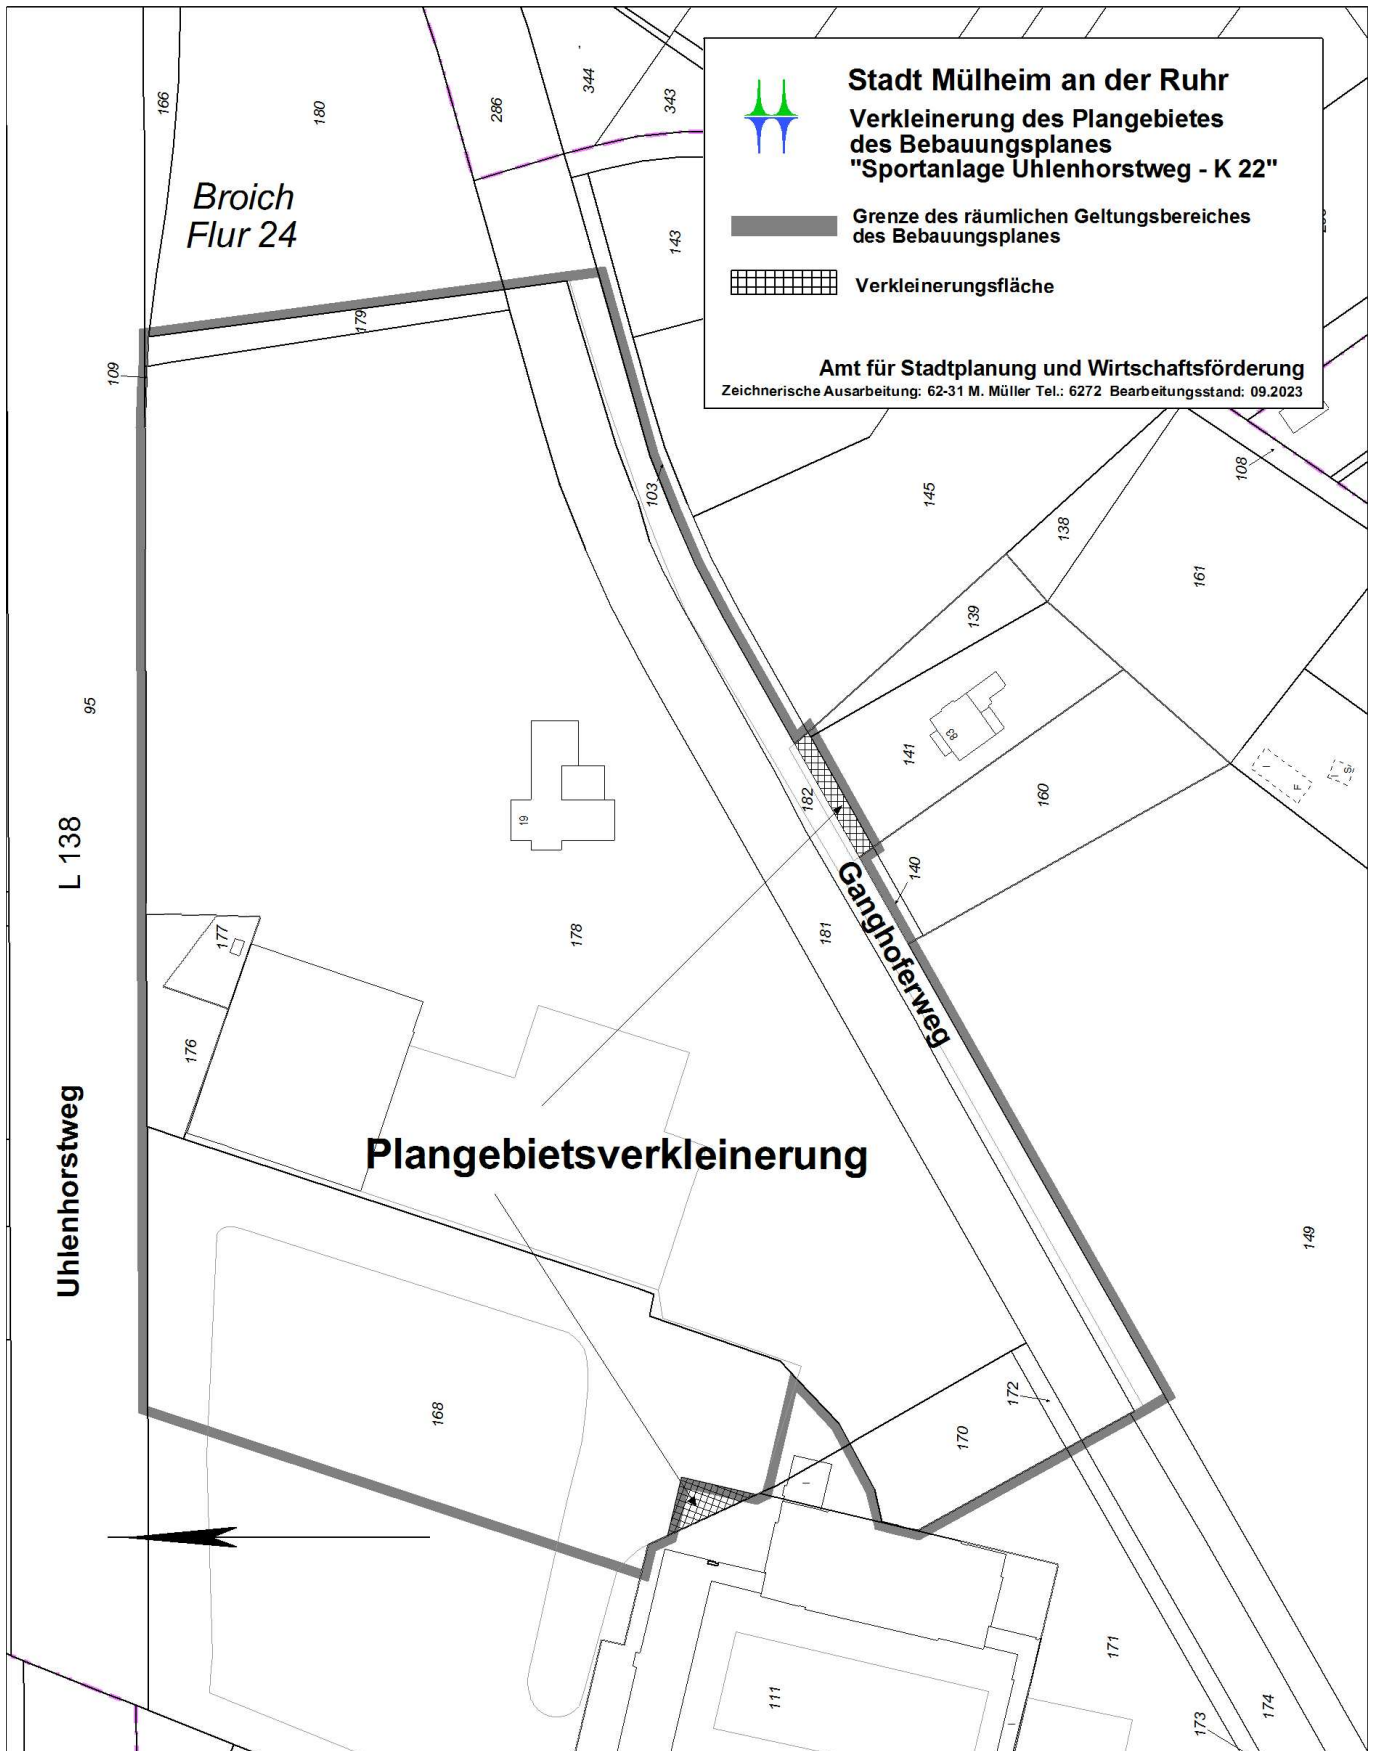 Stadt Mülheim an der Ruhr
Verkleinerung des Plangebietes
des Bebauungsplanes
"Sportanlage Uhlenhorstweg - K 22"
Grenze des räumlichen Geltungsbereiches
des Bebauungsplanes
Verkleinerungsfläche
Amt für Stadtplanung und Wirtschaftsförderung
Zeichnerische Ausarbeitung: 62-31 M. Müller Tel.: 6272 Bearbeitungsstand: 09.2023
166
180
286
344
343
Broich
Flur 24
143
179
109
103
145
108
138
161
139
95
141
83
182
160
F
S
L 138
19
140
177
178
181
Ganghoferweg
176
Plangebietsverkleinerung
Uhlenhorstweg
149
172
168
170
I
171
111
I
173
174